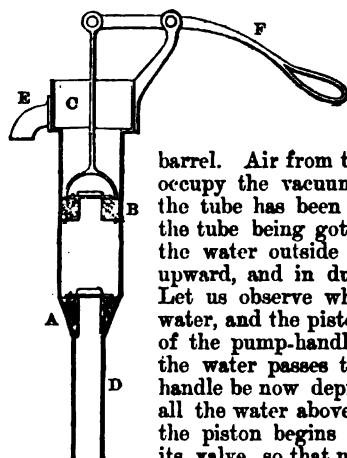 F
E
C
barrel. Air from t
occupy the vacuum
B
the tube has been
the tube being got
the water outside
upward, and in du
Let us observe wh
A
water, and the pist
of the pump-handl
the water passes t
D
handle be now dep
all the water above
the piston begins
its valve, so that